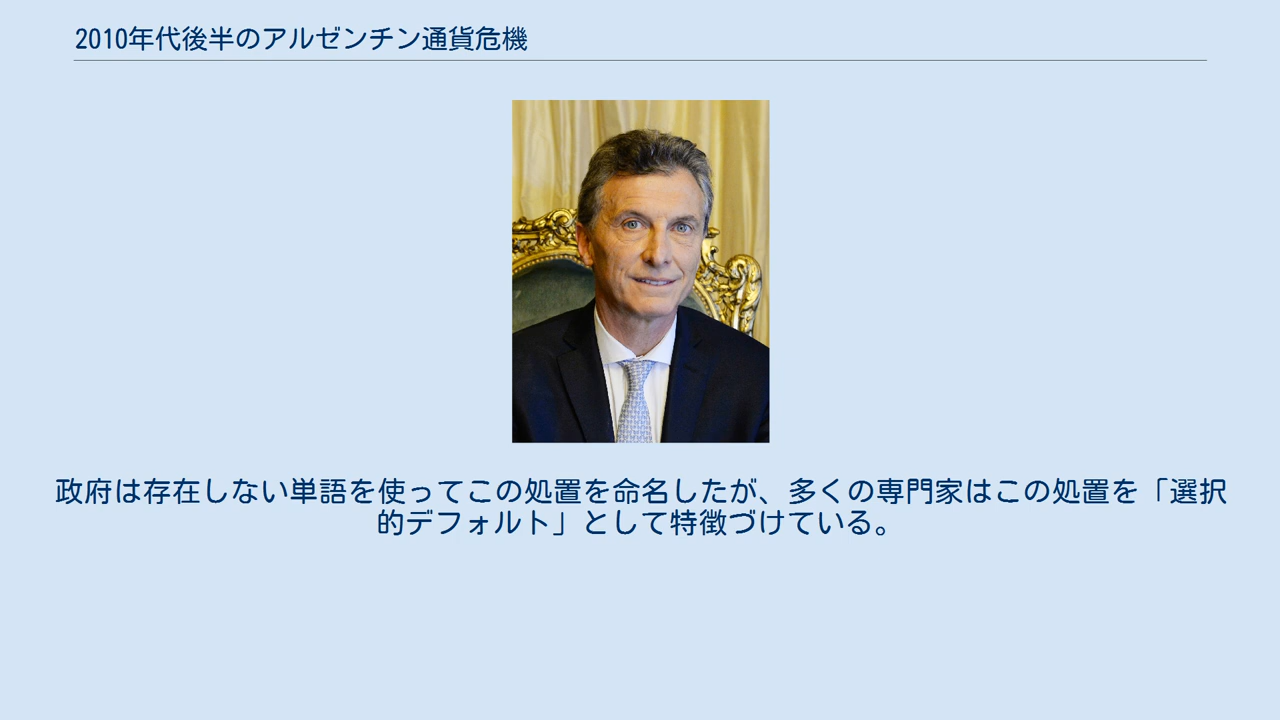 2010年代後半のアルゼンチン通貨危機
政府は存在しない単語を使ってこの処置を命名したが、多くの専門家はこの処置を「選択
的デフォルト」として特徴づけている。